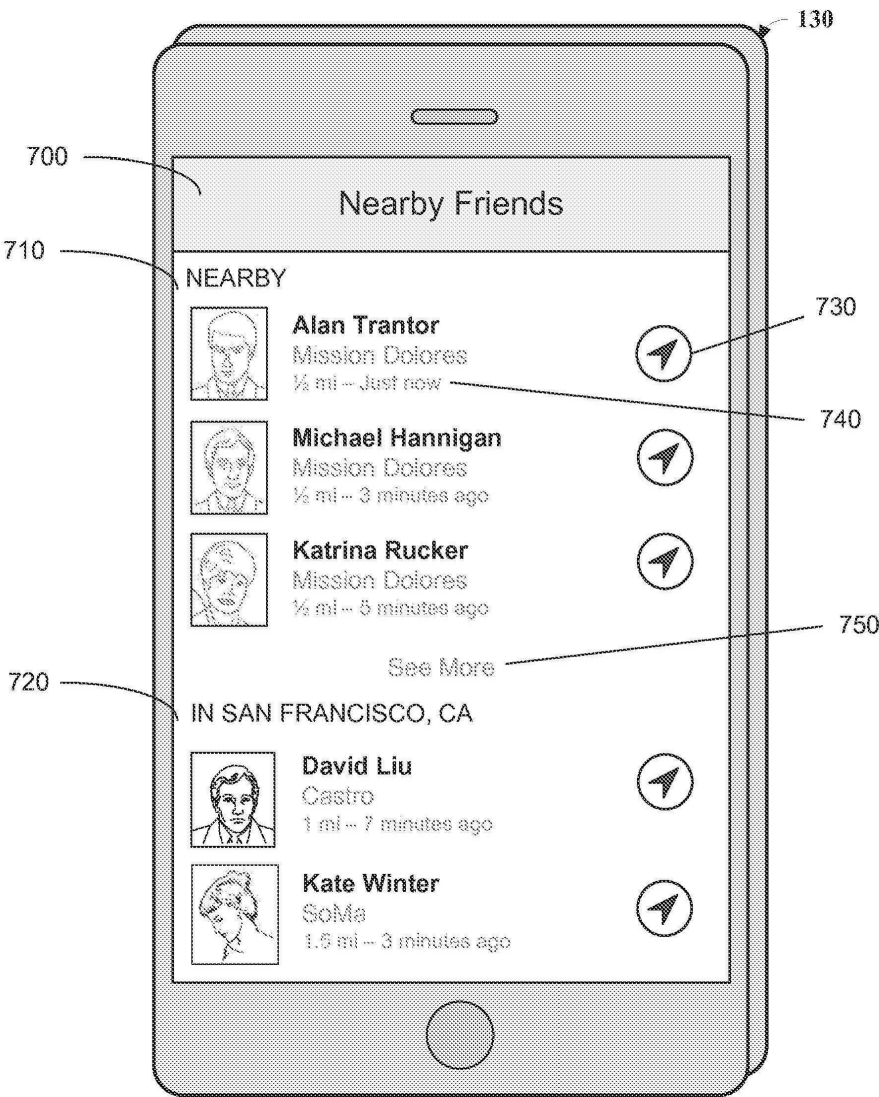 130
700
Nearby Friends
710
NEARBY
Alan Trantor
Mission Dolores
½ mi – Just now
730
740
Michael Hannigan
Mission Dolores
½ mi – 3 minutes ago
Katrina Rucker
Mission Dolores
½ mi – 5 minutes ago
See More
750
720
IN SAN FRANCISCO, CA
David Liu
Castro
1 mi – 7 minutes ago
Kate Winter
SoMa
1.5 mi – 3 minutes ago